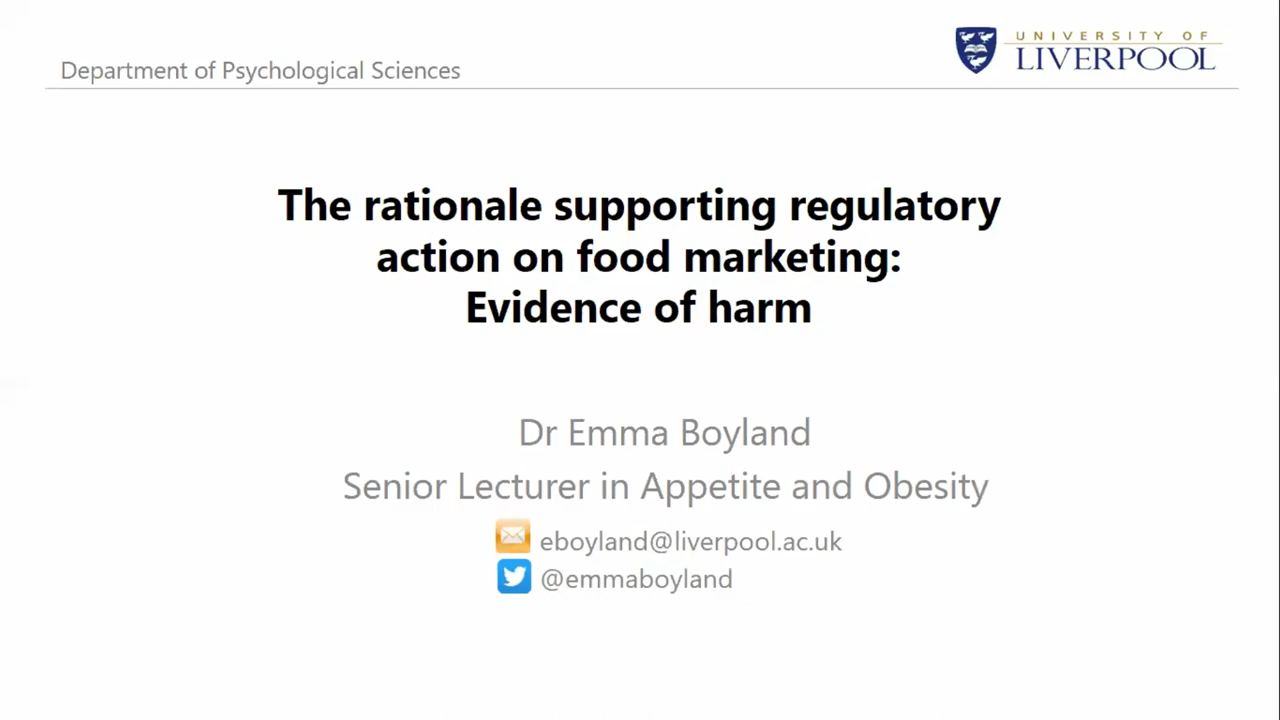 Department of Psychological Sciences
UNIVERSITY OF
LIVERPOOL
The rationale supporting regulatory
action on food marketing:
Evidence of harm
Dr Emma Boyland
Senior Lecturer in Appetite and Obesity
eboyland@liverpool.ac.uk
@emmaboyland